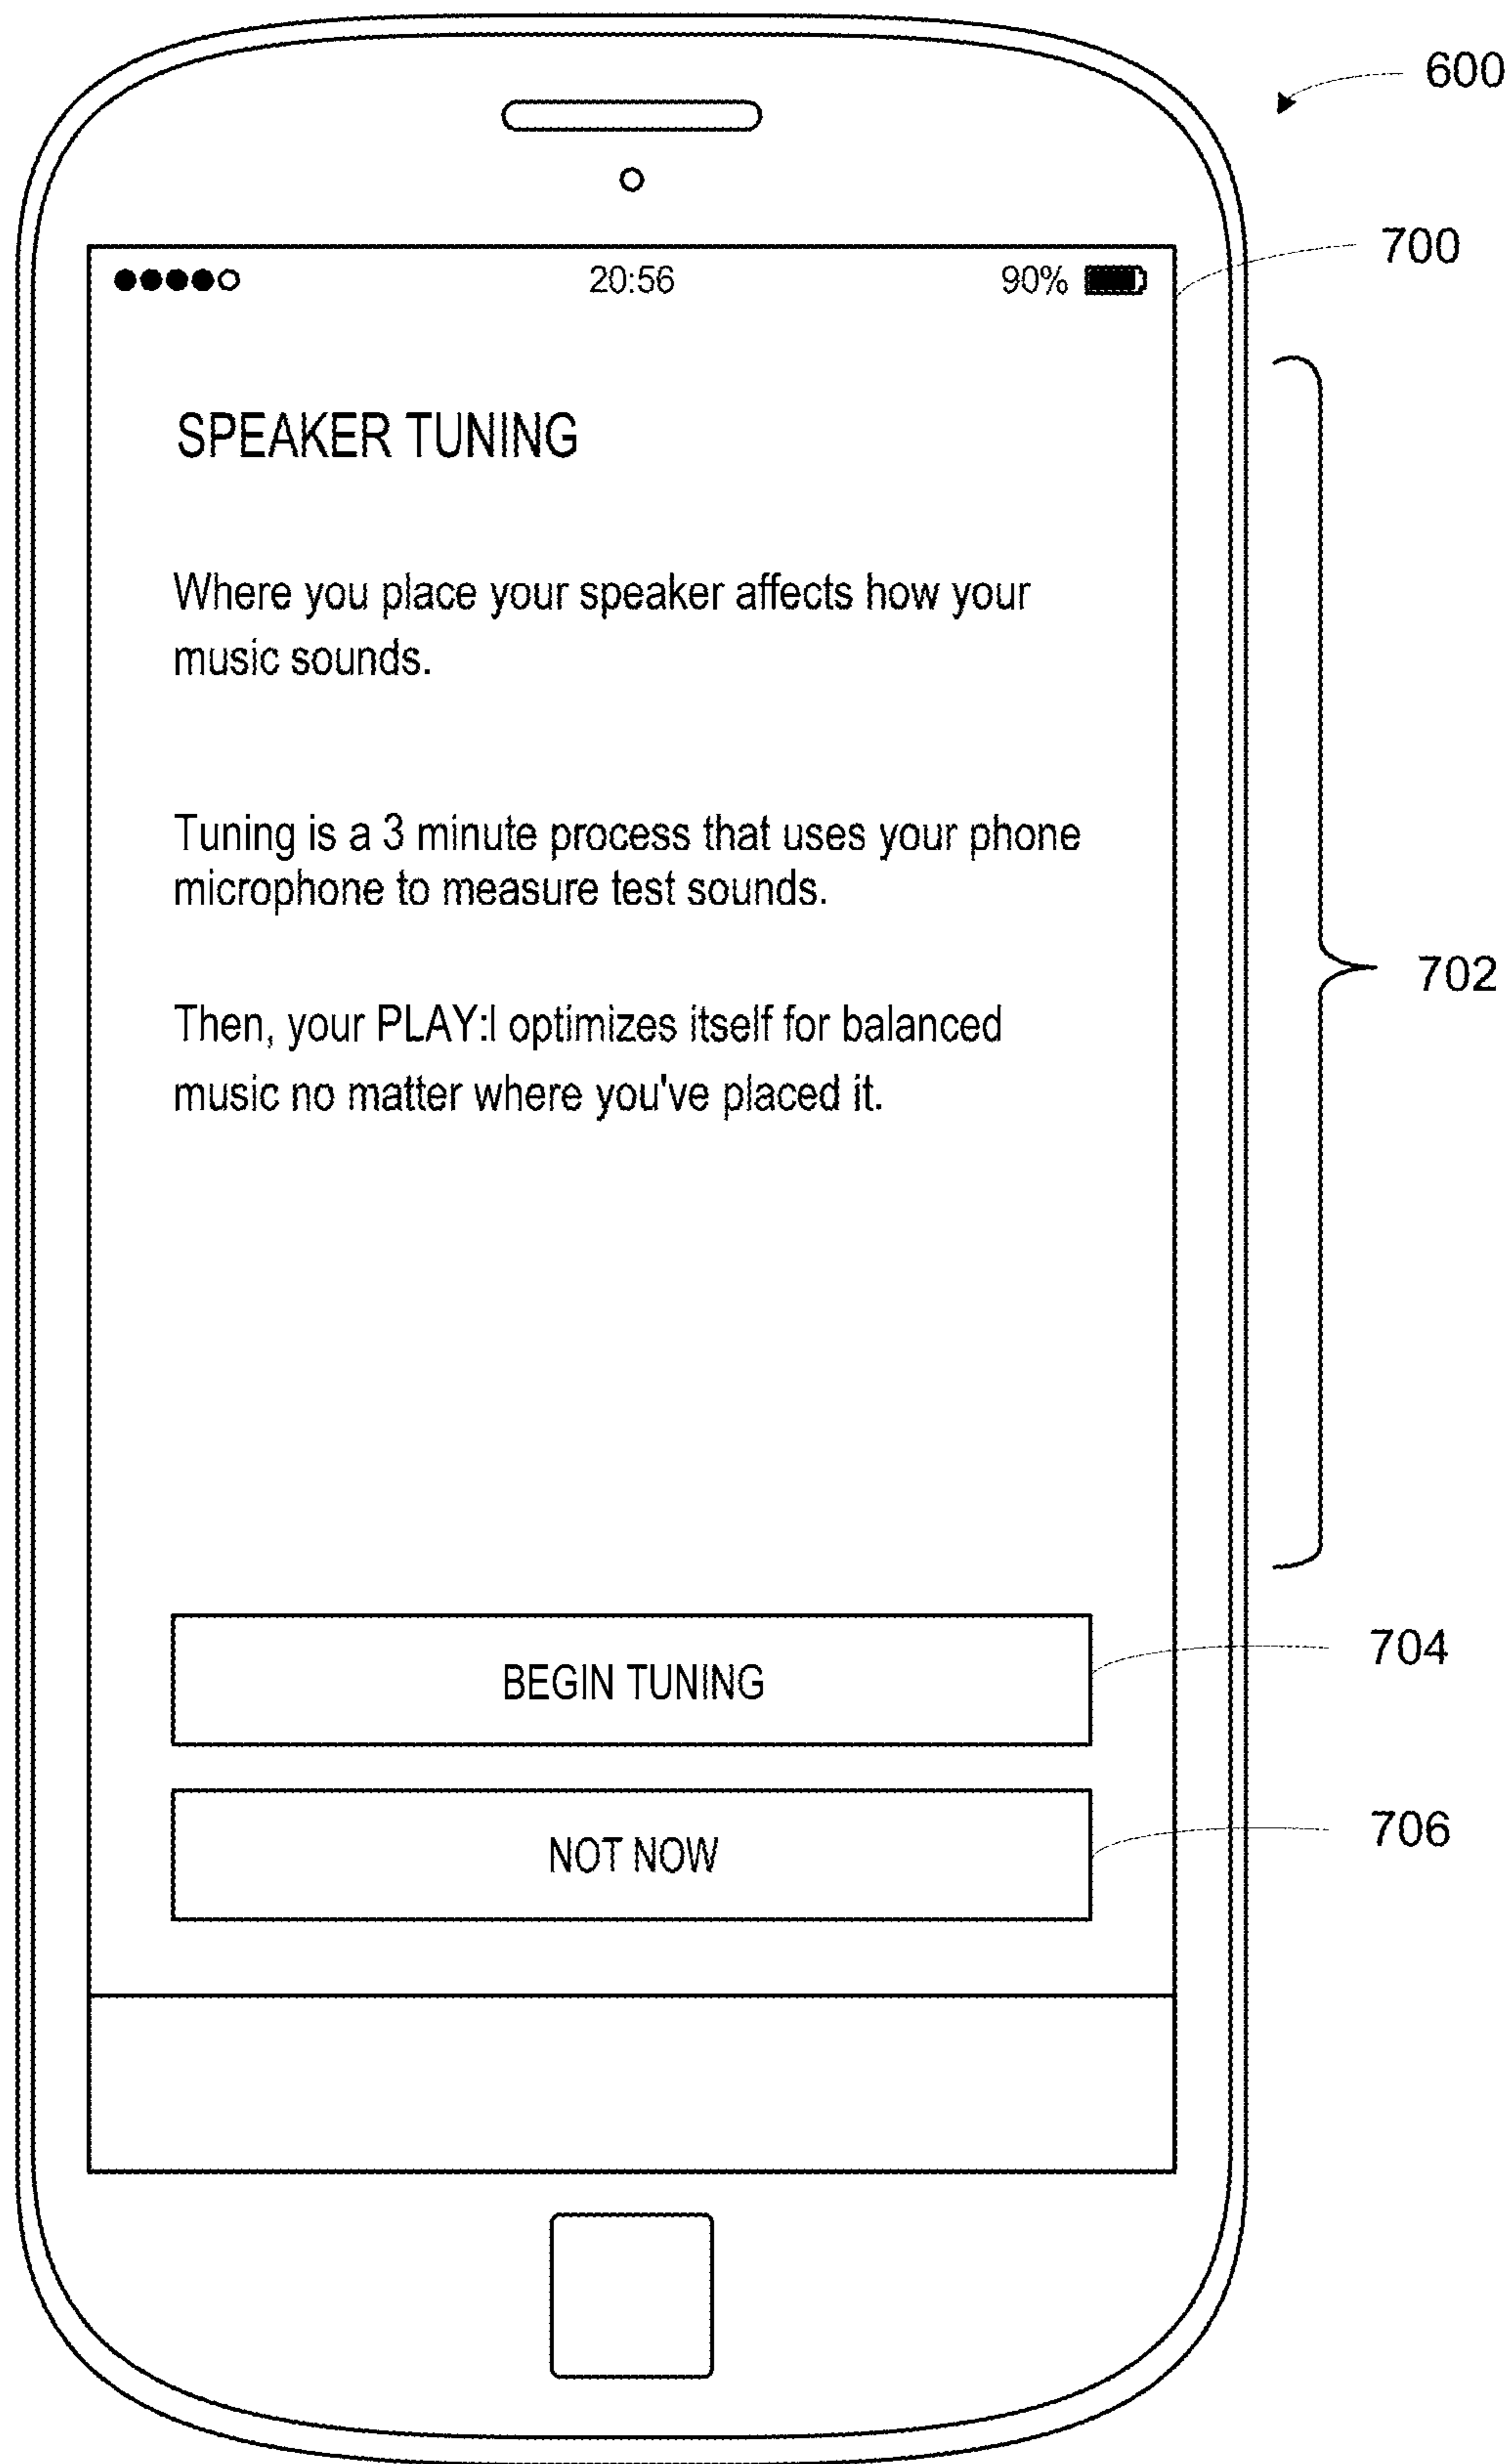 600
700
20:56 90%
SPEAKER TUNING
Where you place your speaker affects how your
music sounds.
Tuning is a 3 minute process that uses your phone
microphone to measure test sounds.
702
Then, your PLAY:l optimizes itself for balanced
music no matter where you've placed it.
704
BEGIN TUNING
706
NOT NOW